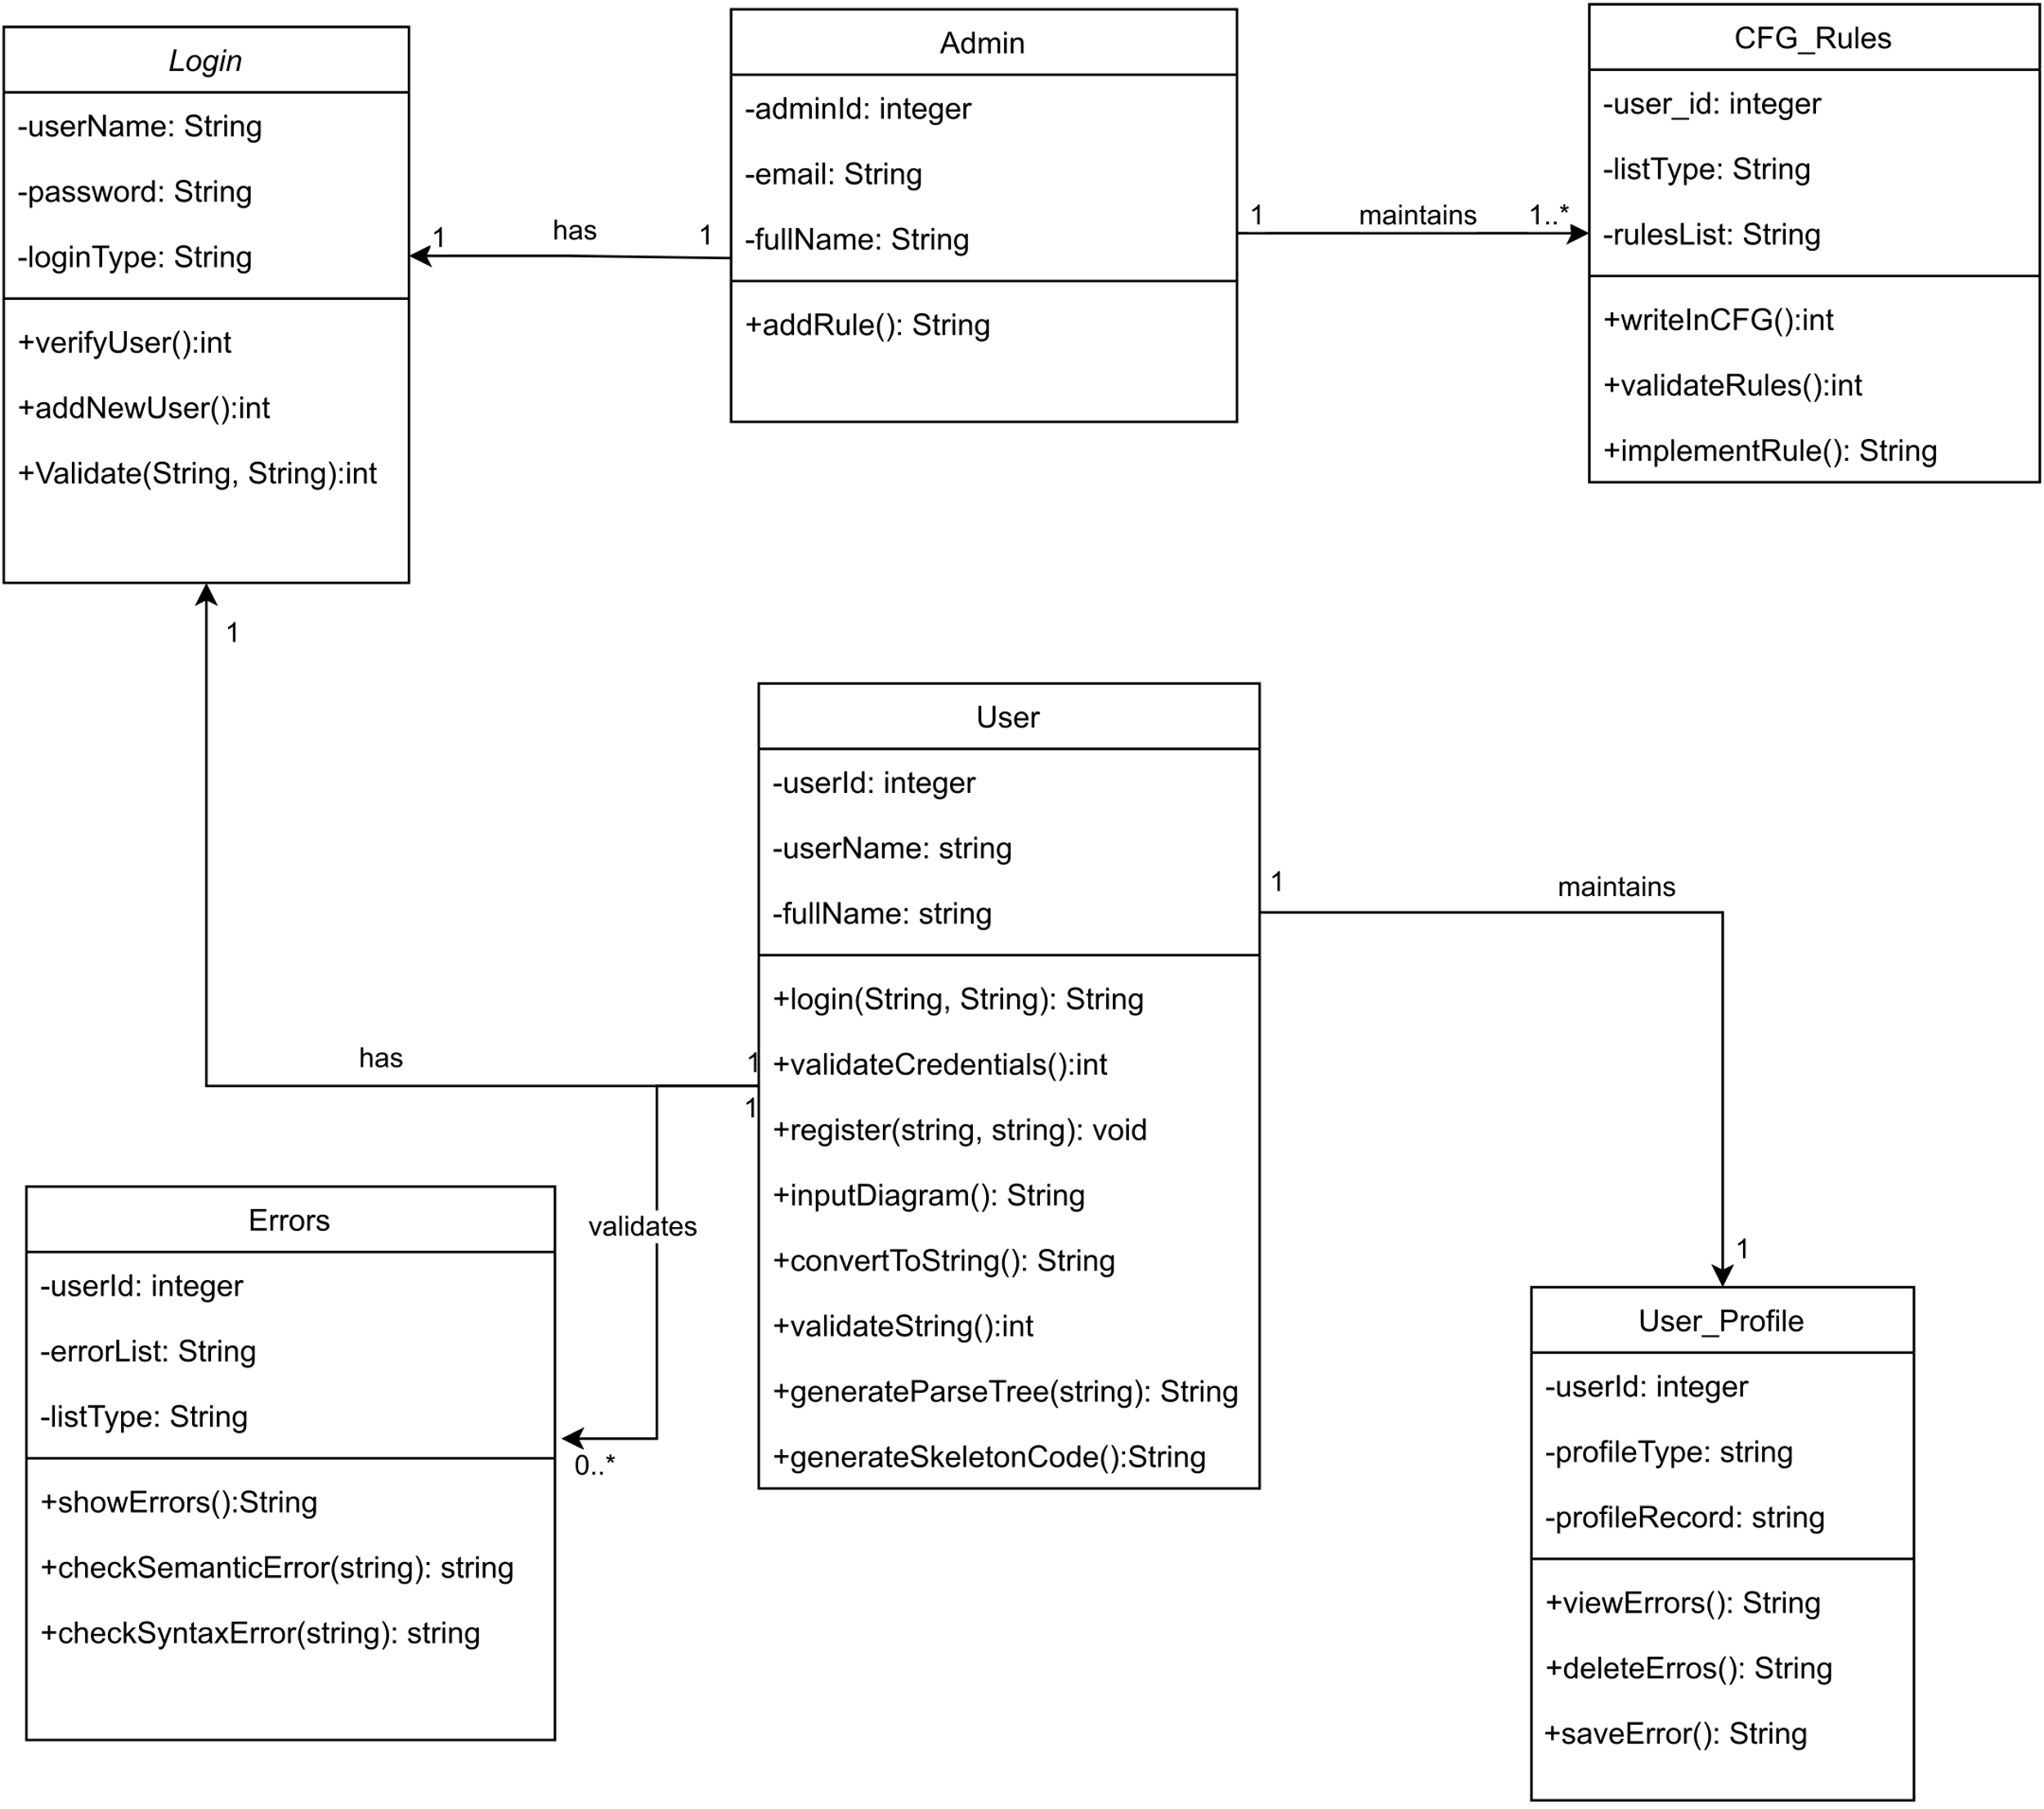 Login
-userName: String
-password: String
-loginType: String
+verifyUser():int
+addNewUser():int
+Validate(String, String):int
1
has
1
Admin
-adminId: integer
-email: String
-fullName: String
+addRule(): String
1
maintains
1..*
CFG_Rules
-user_id: integer
-listType: String
-rulesList: String
+writeInCFG():int
+validateRules():int
+implementRule(): String
1
has
1
1
validates
0..*
User
-userId: integer
-userName: string
-fullName: string
+login(String, String): String
+validateCredentials():int
+register(string, string): void
+inputDiagram(): String
+convertToString(): String
+validateString():int
+generateParseTree(string): String
+generateSkeletonCode():String
1
maintains
1
Errors
-userId: integer
-errorList: String
-listType: String
+showErrors():String
+checkSemanticError(string): string
+checkSyntaxError(string): string
User_Profile
-userId: integer
-profileType: string
-profileRecord: string
+viewErrors(): String
+deleteErros(): String
+saveError(): String